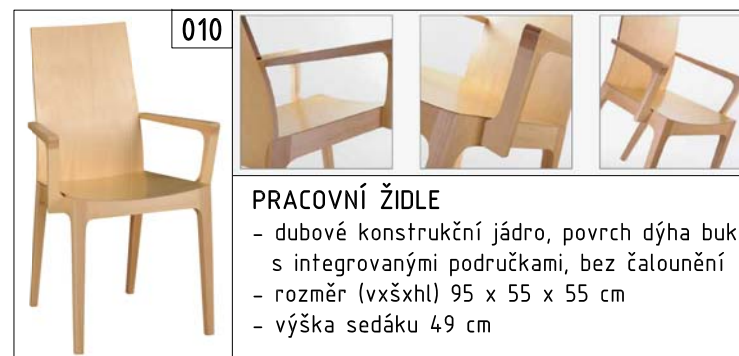 010
PRACOVNÍ ŽIDLE
- dubové konstrukční jádro, povrch dýha buk
s integrovanými područkami, bez čalounění
- rozměr (vxšxhl) 95 x 55 x 55 cm
- výška sedáku 49 cm